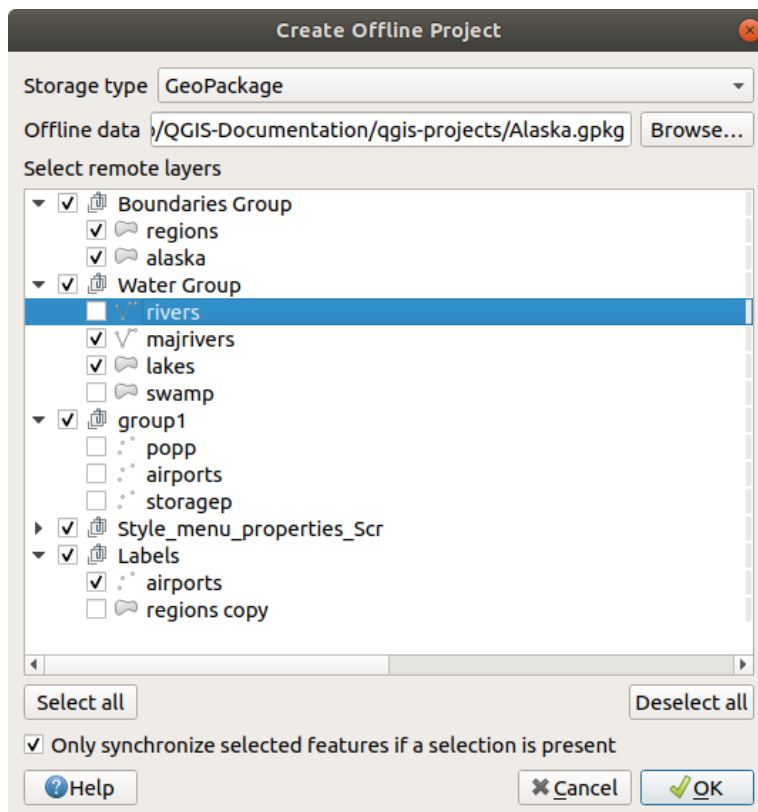 Create Offline Project
Storage type GeoPackage
Offline data /QGIS-Documentation/qgis-projects/Alaska.gpkg Browse...
Select remote layers
Boundaries Group
regions
alaska
Water Group
rivers
majrivers
lakes
swamp
group1
popp
airports
storagep
Style_menu_properties_Scr
Labels
airports
regions copy
Select all Deselect all
Only synchronize selected features if a selection is present
Help Cancel OK